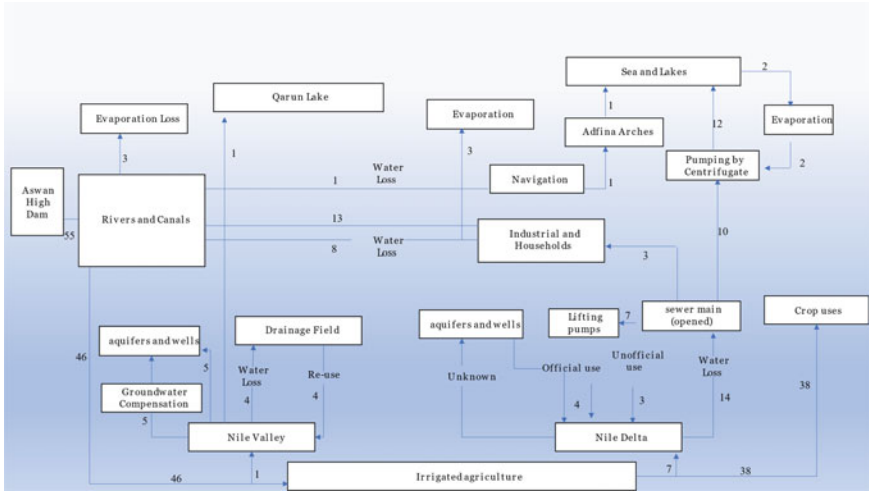 Sea and Lakes
2
Qarun Lake
Evaporation Loss
Evaporation
1
Adfina Arches
12
Evaporation
3
1
3
Water
Loss
1
Navigation
1
Pumping by
Centrifugate
2
Aswan
High
Dam
55
Rivers and Canals
13
8
Water
Loss
Industrial and
Households
3
10
46
aquifers and wells
5
Drainage Field
aquifers and wells
Lifting
pumps
7
sewer main
(opened)
Crop uses
Groundwater
Compensation
5
Water
Loss
4
Re-use
4
Unknown
Official use
4
Unofficial
use
3
Water
Loss
14
38
Nile Valley
Nile Delta
46
1
Irrigated agriculture
7
38